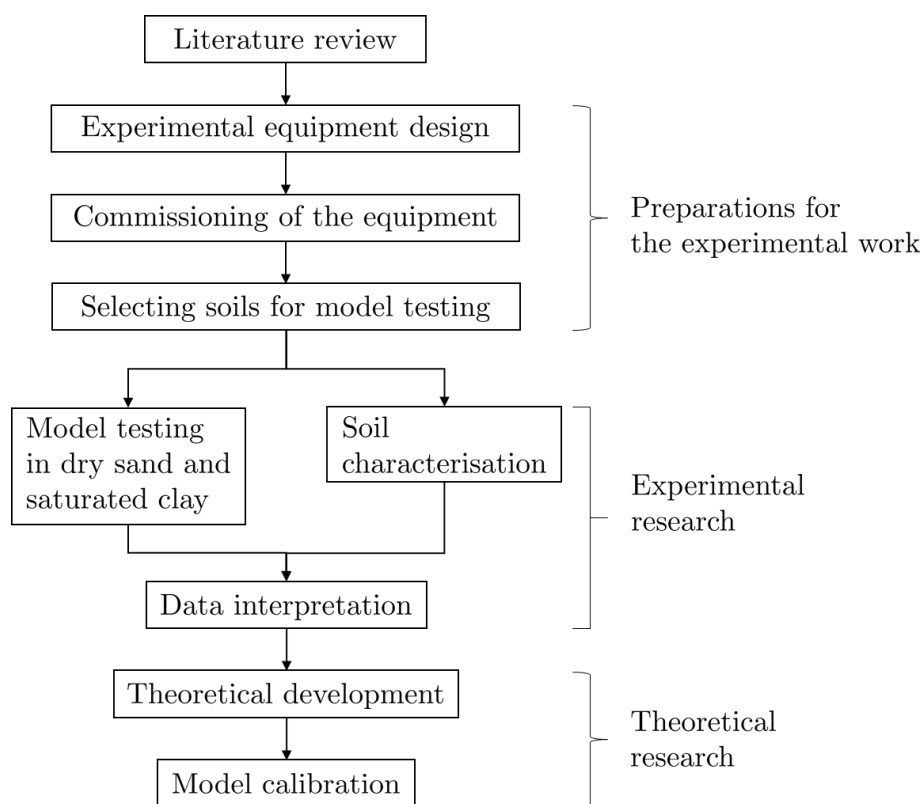 Literature review
Experimental equipment design
Commissioning of the equipment
Preparations for
the experimental work
Selecting soils for model testing
Model testing
in dry sand and
saturated clay
Soil
characterisation
Experimental
research
Data interpretation
Theoretical development
Theoretical
research
Model calibration